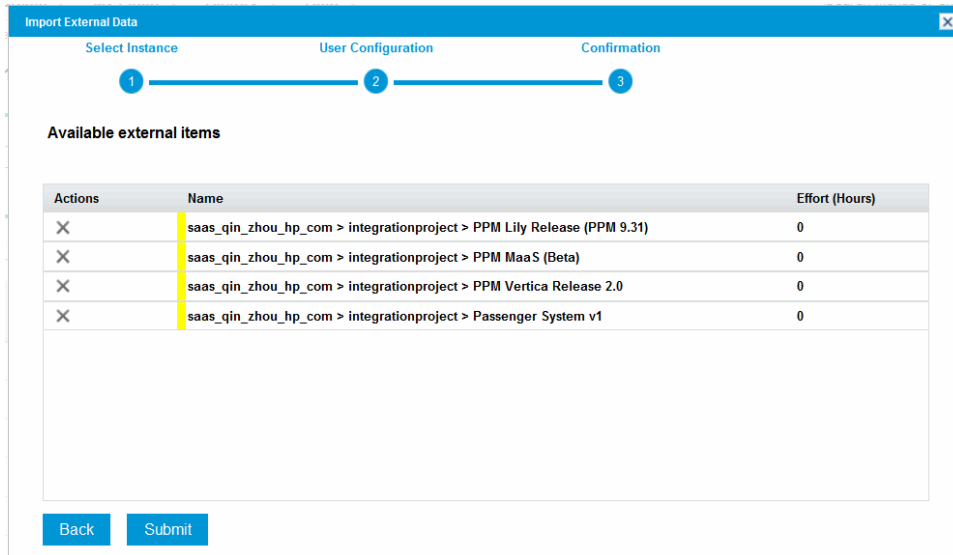 Import External Data
Select Instance User Configuration Confirmation
1 2 3
Available external items
Actions Name Effort (Hours)
saas_qin_zhou_hp_com > integrationproject > PPM Lily Release (PPM 9.31) 0
saas_qin_zhou_hp_com > integrationproject > PPM MaaS (Beta) 0
saas_qin_zhou_hp_com > integrationproject > PPM Vertica Release 2.0 0
saas_qin_zhou_hp_com > integrationproject > Passenger System v1 0
Back Submit